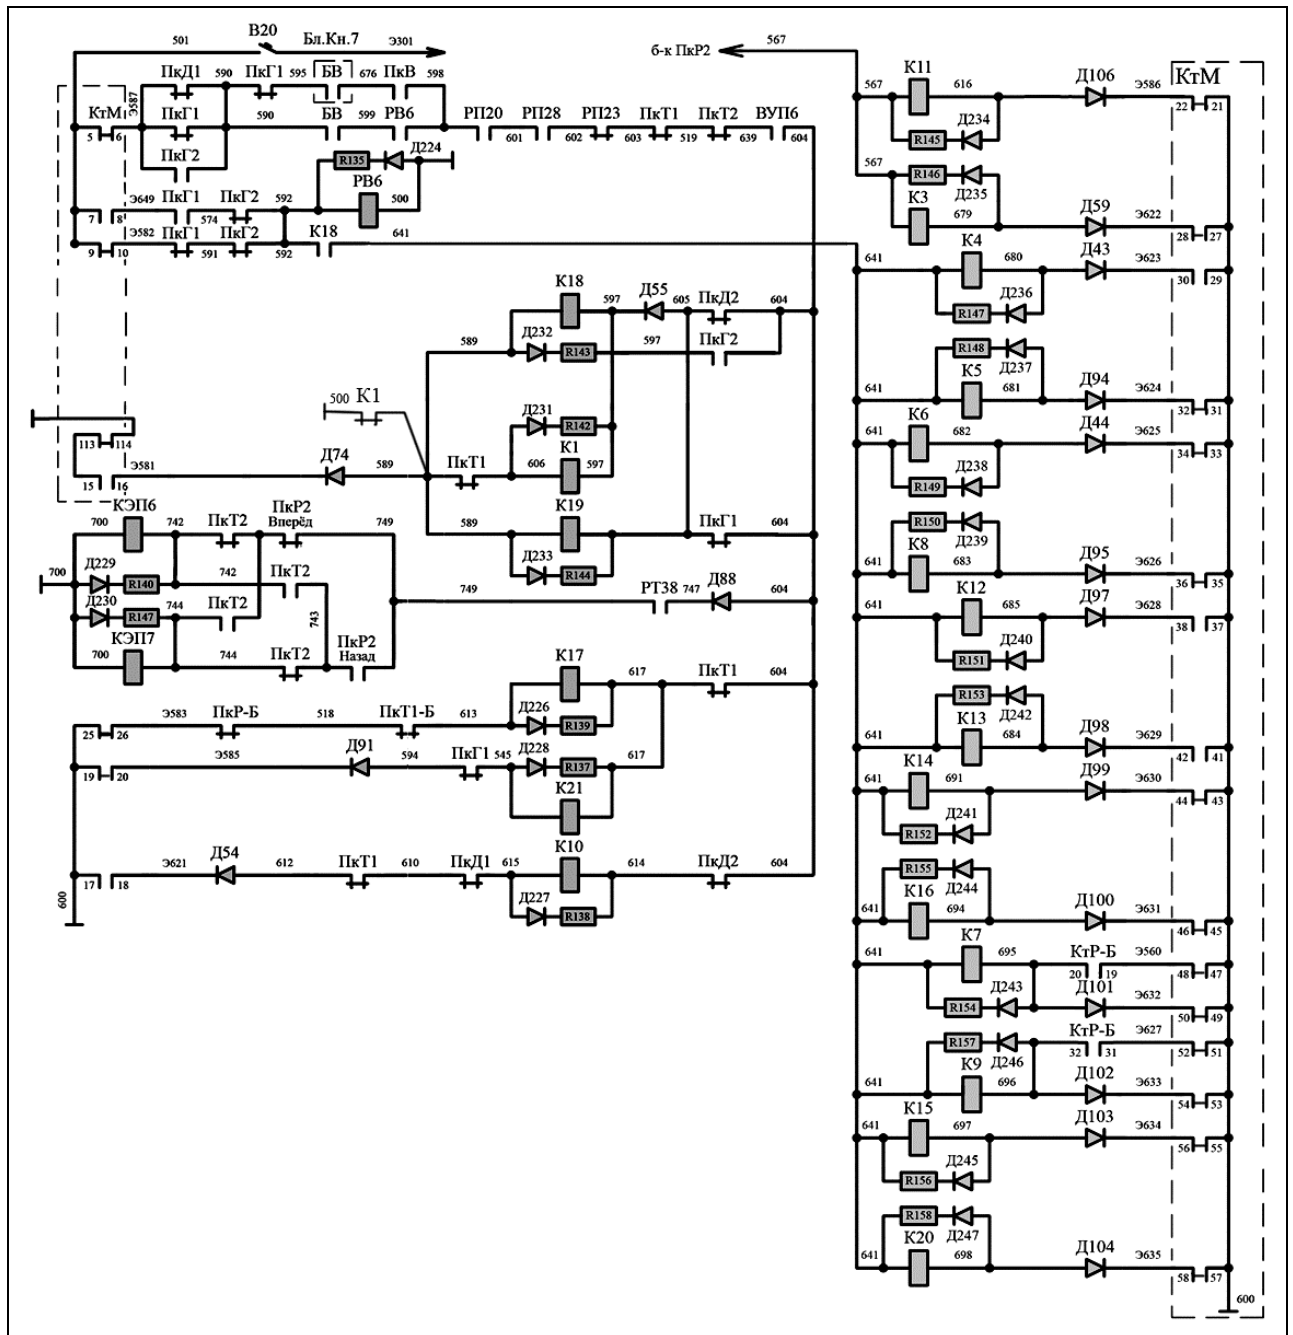 501 В20 Бл.Кн.7 Э301
б-к ПкР2 567
ПкД1 590 ПкГ1 595 БВ 676 ПкВ 598
Э587
КтМ ПкГ1 590 БВ 599 РВ6 РП20 РП28 РП23 ПкТ1 ПкТ2 ВУП6
5 6 601 602 603 519 639 604
ПкГ2 R135 Д224
РВ6
Э649 ПкГ1 ПкГ2 592 500
7 8 574
Э582 ПкГ1 ПкГ2 К18 641
9 10 591 592
К18 597 Д55 605 ПкД2 604
589 Д232 R143 597 ПкГ2
500 К1
Д231 R142
113 114
Э581 Д74 589 ПкТ1 606 К1 597
15 16
КЭП6 К19
700 742 ПкТ2 ПкР2 Вперёд 749 589 ПкГ1 604
Д229 R140 742 ПкТ2 Д233 R144
700
Д230 R147 744 ПкТ2 743 749 РТ38 747 Д88 604
КЭП7
700 744 ПкТ2 ПкР2 Назад
К17 617 ПкТ1 604
Э583 ПкР-Б 518 ПкТ1-Б 613 Д226 R139
25 26
Э585 Д91 594 ПкГ1 545 Д228 R137 617
19 20
К21
Э621 Д54 612 ПкТ1 610 ПкД1 615 К10 614 ПкД2 604
17 18
600 Д227 R138
КтМ
567 К11 616 Д106 Э586
22 21
R145 Д234
567 R146 Д235
К3 679 Д59 Э622
28 27
641 К4 680 Д43 Э623
30 29
R147 Д236
R148 Д237
641 К5 681 Д94 Э624
32 31
641 К6 682 Д44 Э625
34 33
R149 Д238
R150 Д239
641 К8 683 Д95 Э626
36 35
641 К12 685 Д97 Э628
38 37
R151 Д240
R153 Д242
641 К13 684 Д98 Э629
42 41
641 К14 691 Д99 Э630
44 43
R152 Д241
R155 Д244
641 К16 694 Д100 Э631
46 45
641 К7 695 КтР-Б Э560
20 19 48 47
R154 Д243 Д101 Э632
50 49
R157 Д246 КтР-Б Э627
32 31 52 51
641 К9 696 Д102 Э633
54 53
641 К15 697 Д103 Э634
56 55
R156 Д245
R158 Д247
641 К20 698 Д104 Э635
58 57
600